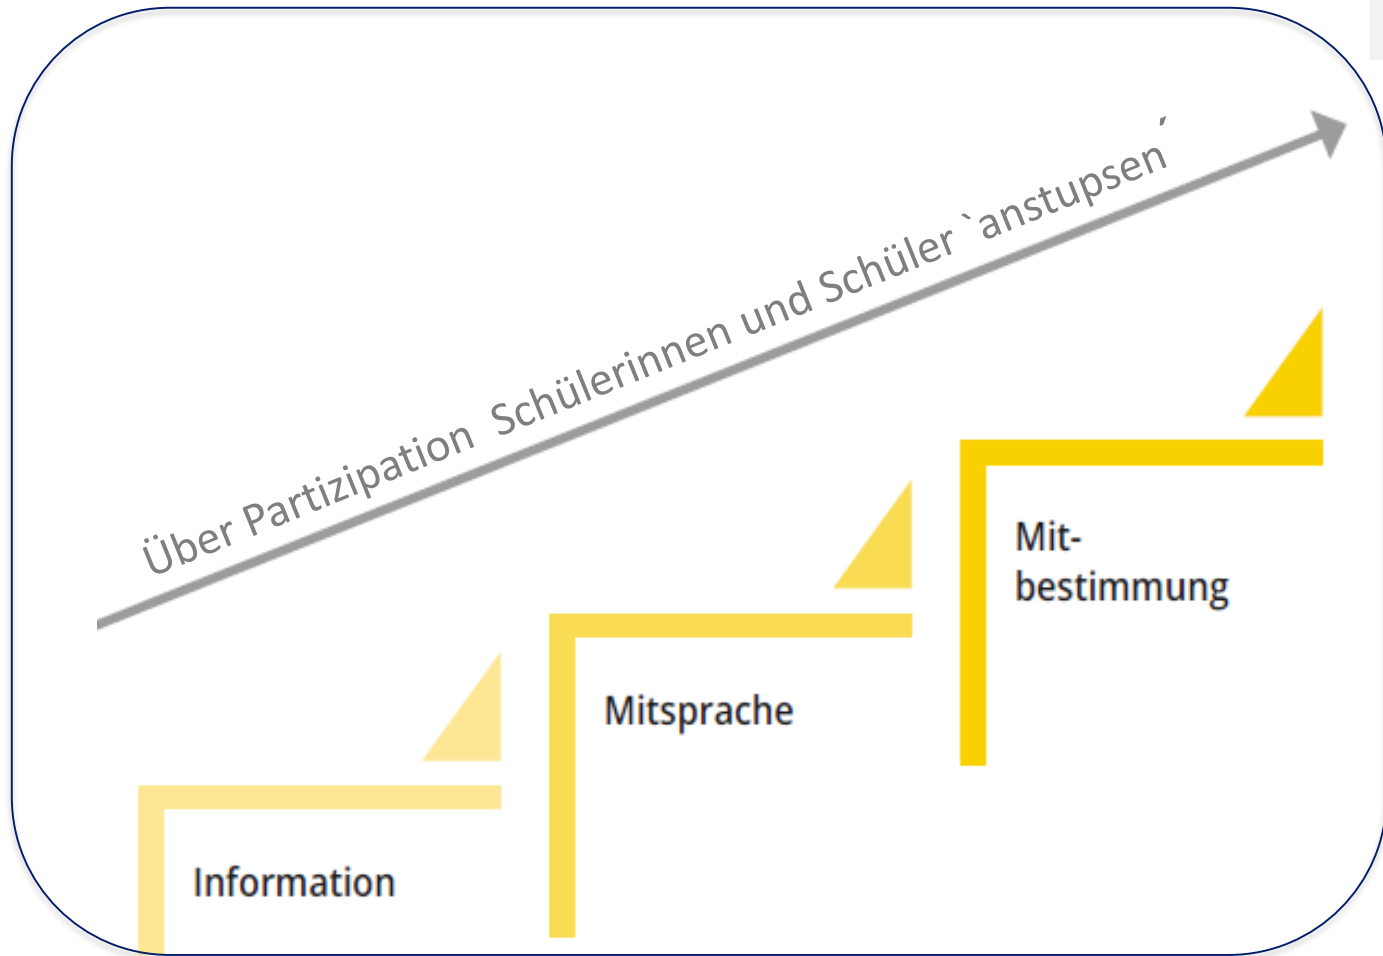 Über Partizipation  Schülerinnen und Schüler `anstupsen´
Mit-
bestimmung
Mitsprache
Information